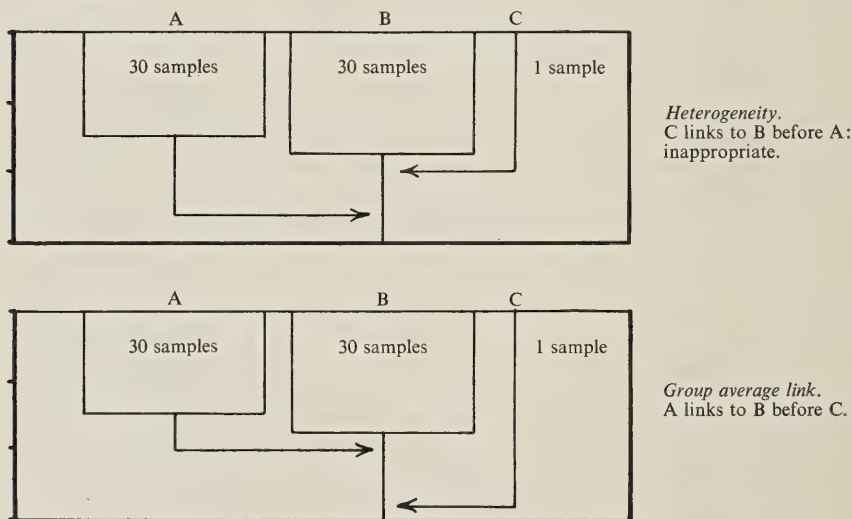 A B C
30 samples 30 samples 1 sample
Heterogeneity.
C links to B before A:
inappropriate.
A B C
30 samples 30 samples 1 sample
Group average link.
A links to B before C.